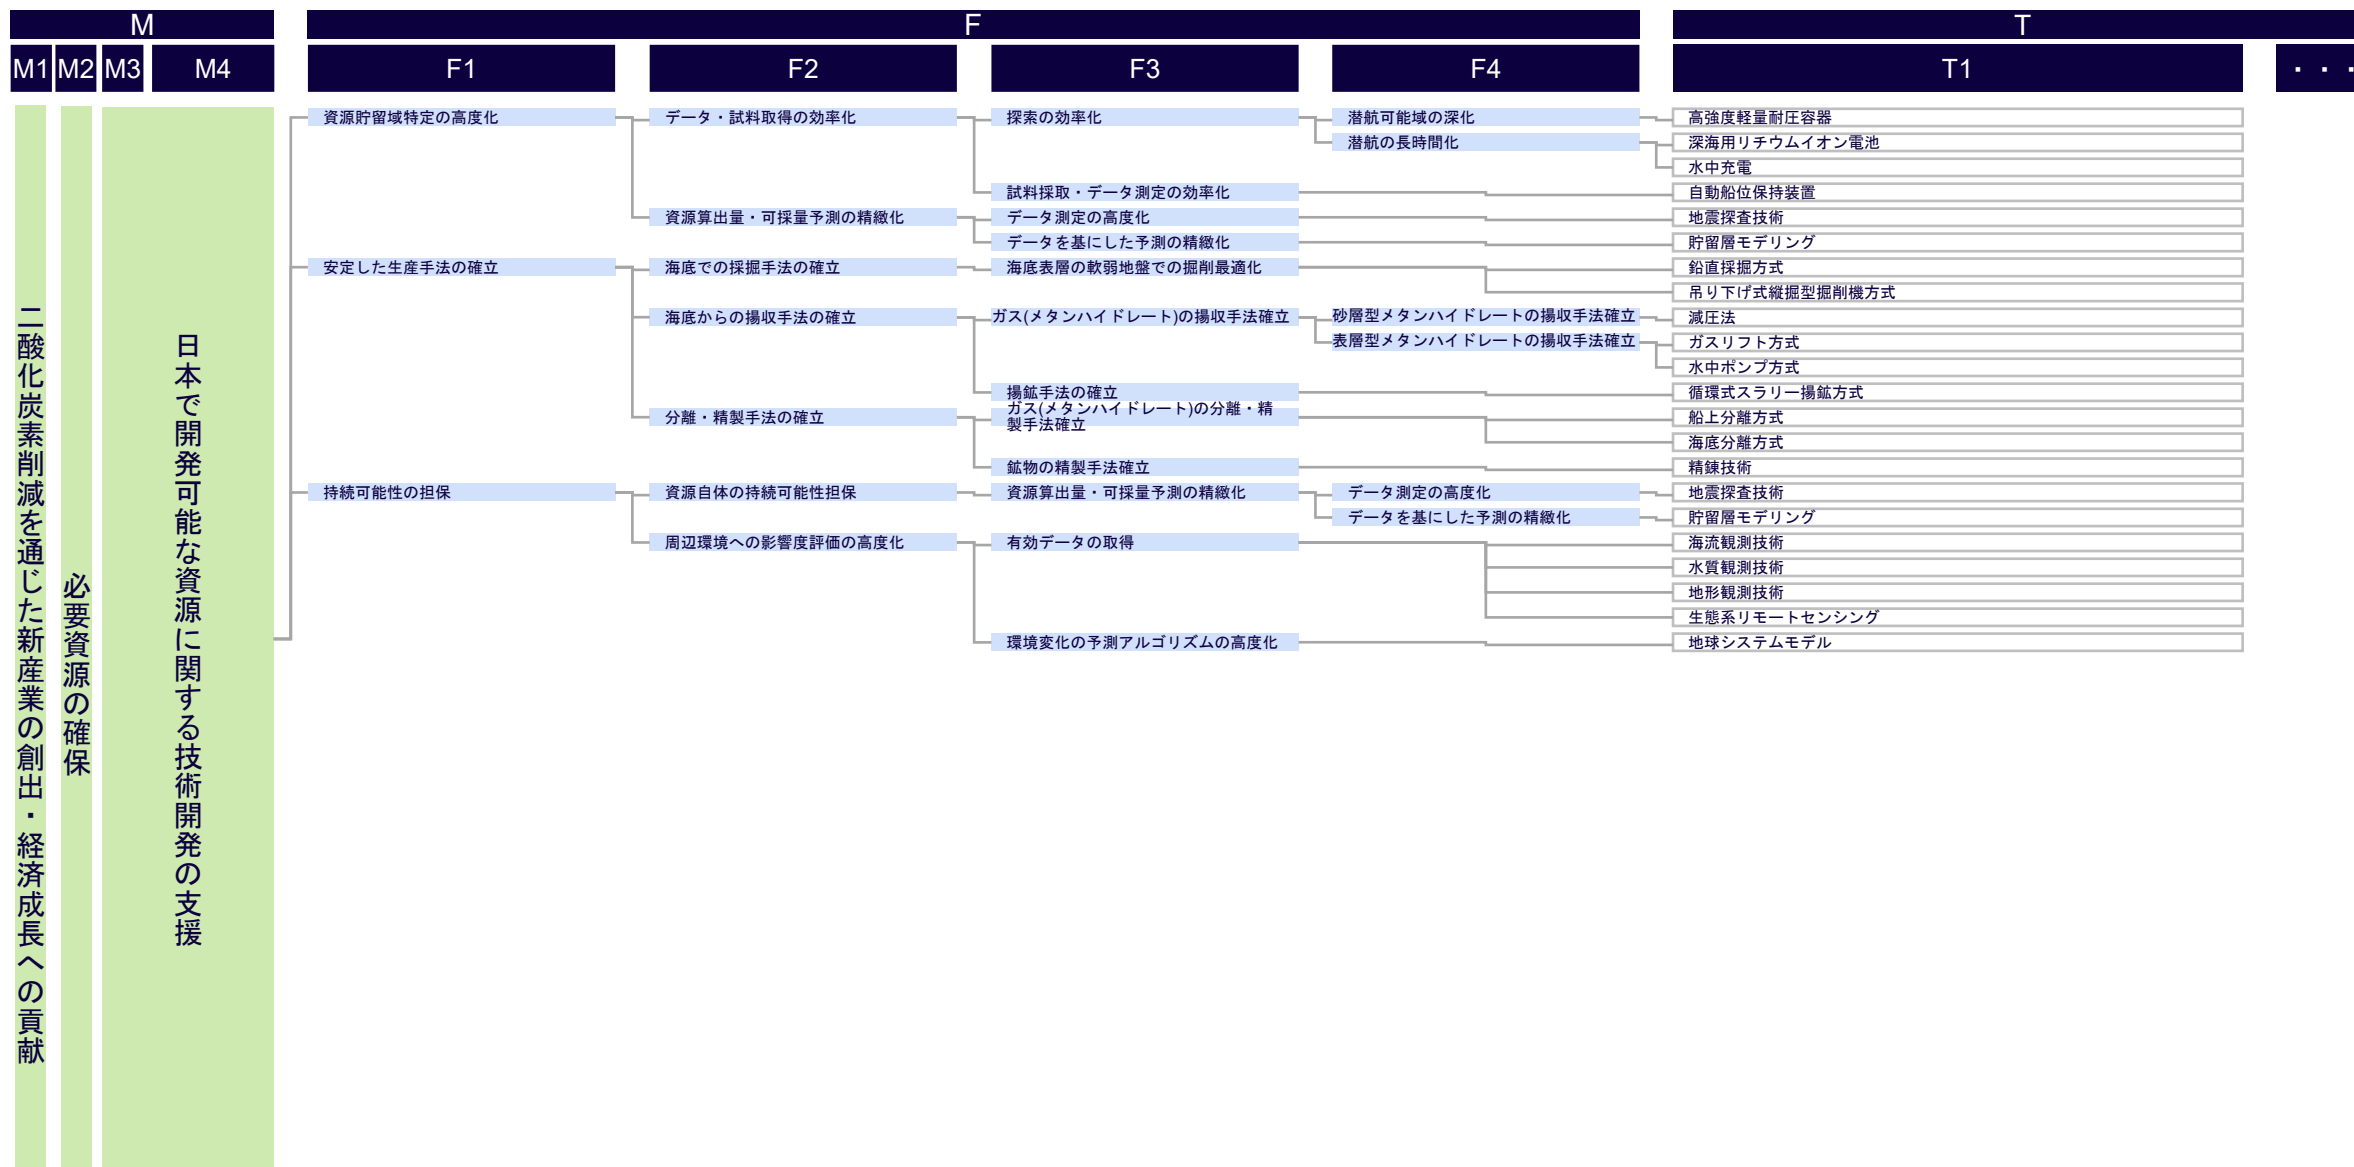 M
F
T
M1
M2
M3
M4
F1
F2
F3
F4
T1
・・・
二酸化炭素削減を通じた新産業の創出・経済成長への貢献
必要資源の確保
日本で開発可能な資源に関する技術開発の支援
資源貯留域特定の高度化
データ・試料取得の効率化
探索の効率化
潜航可能域の深化
高強度軽量耐圧容器
潜航の長時間化
深海用リチウムイオン電池
水中充電
試料採取・データ測定の効率化
自動船位保持装置
資源算出量・可採量予測の精緻化
データ測定の高度化
地震探査技術
データを基にした予測の精緻化
貯留層モデリング
安定した生産手法の確立
海底での採掘手法の確立
海底表層の軟弱地盤での掘削最適化
鉛直採掘方式
吊り下げ式縦掘型掘削機方式
海底からの揚収手法の確立
ガス(メタンハイドレート)の揚収手法確立
砂層型メタンハイドレートの揚収手法確立
減圧法
表層型メタンハイドレートの揚収手法確立
ガスリフト方式
水中ポンプ方式
揚鉱手法の確立
循環式スラリー揚鉱方式
分離・精製手法の確立
ガス(メタンハイドレート)の分離・精
製手法確立
船上分離方式
海底分離方式
鉱物の精製手法確立
精錬技術
持続可能性の担保
資源自体の持続可能性担保
資源算出量・可採量予測の精緻化
データ測定の高度化
地震探査技術
データを基にした予測の精緻化
貯留層モデリング
周辺環境への影響度評価の高度化
有効データの取得
海流観測技術
水質観測技術
地形観測技術
生態系リモートセンシング
環境変化の予測アルゴリズムの高度化
地球システムモデル